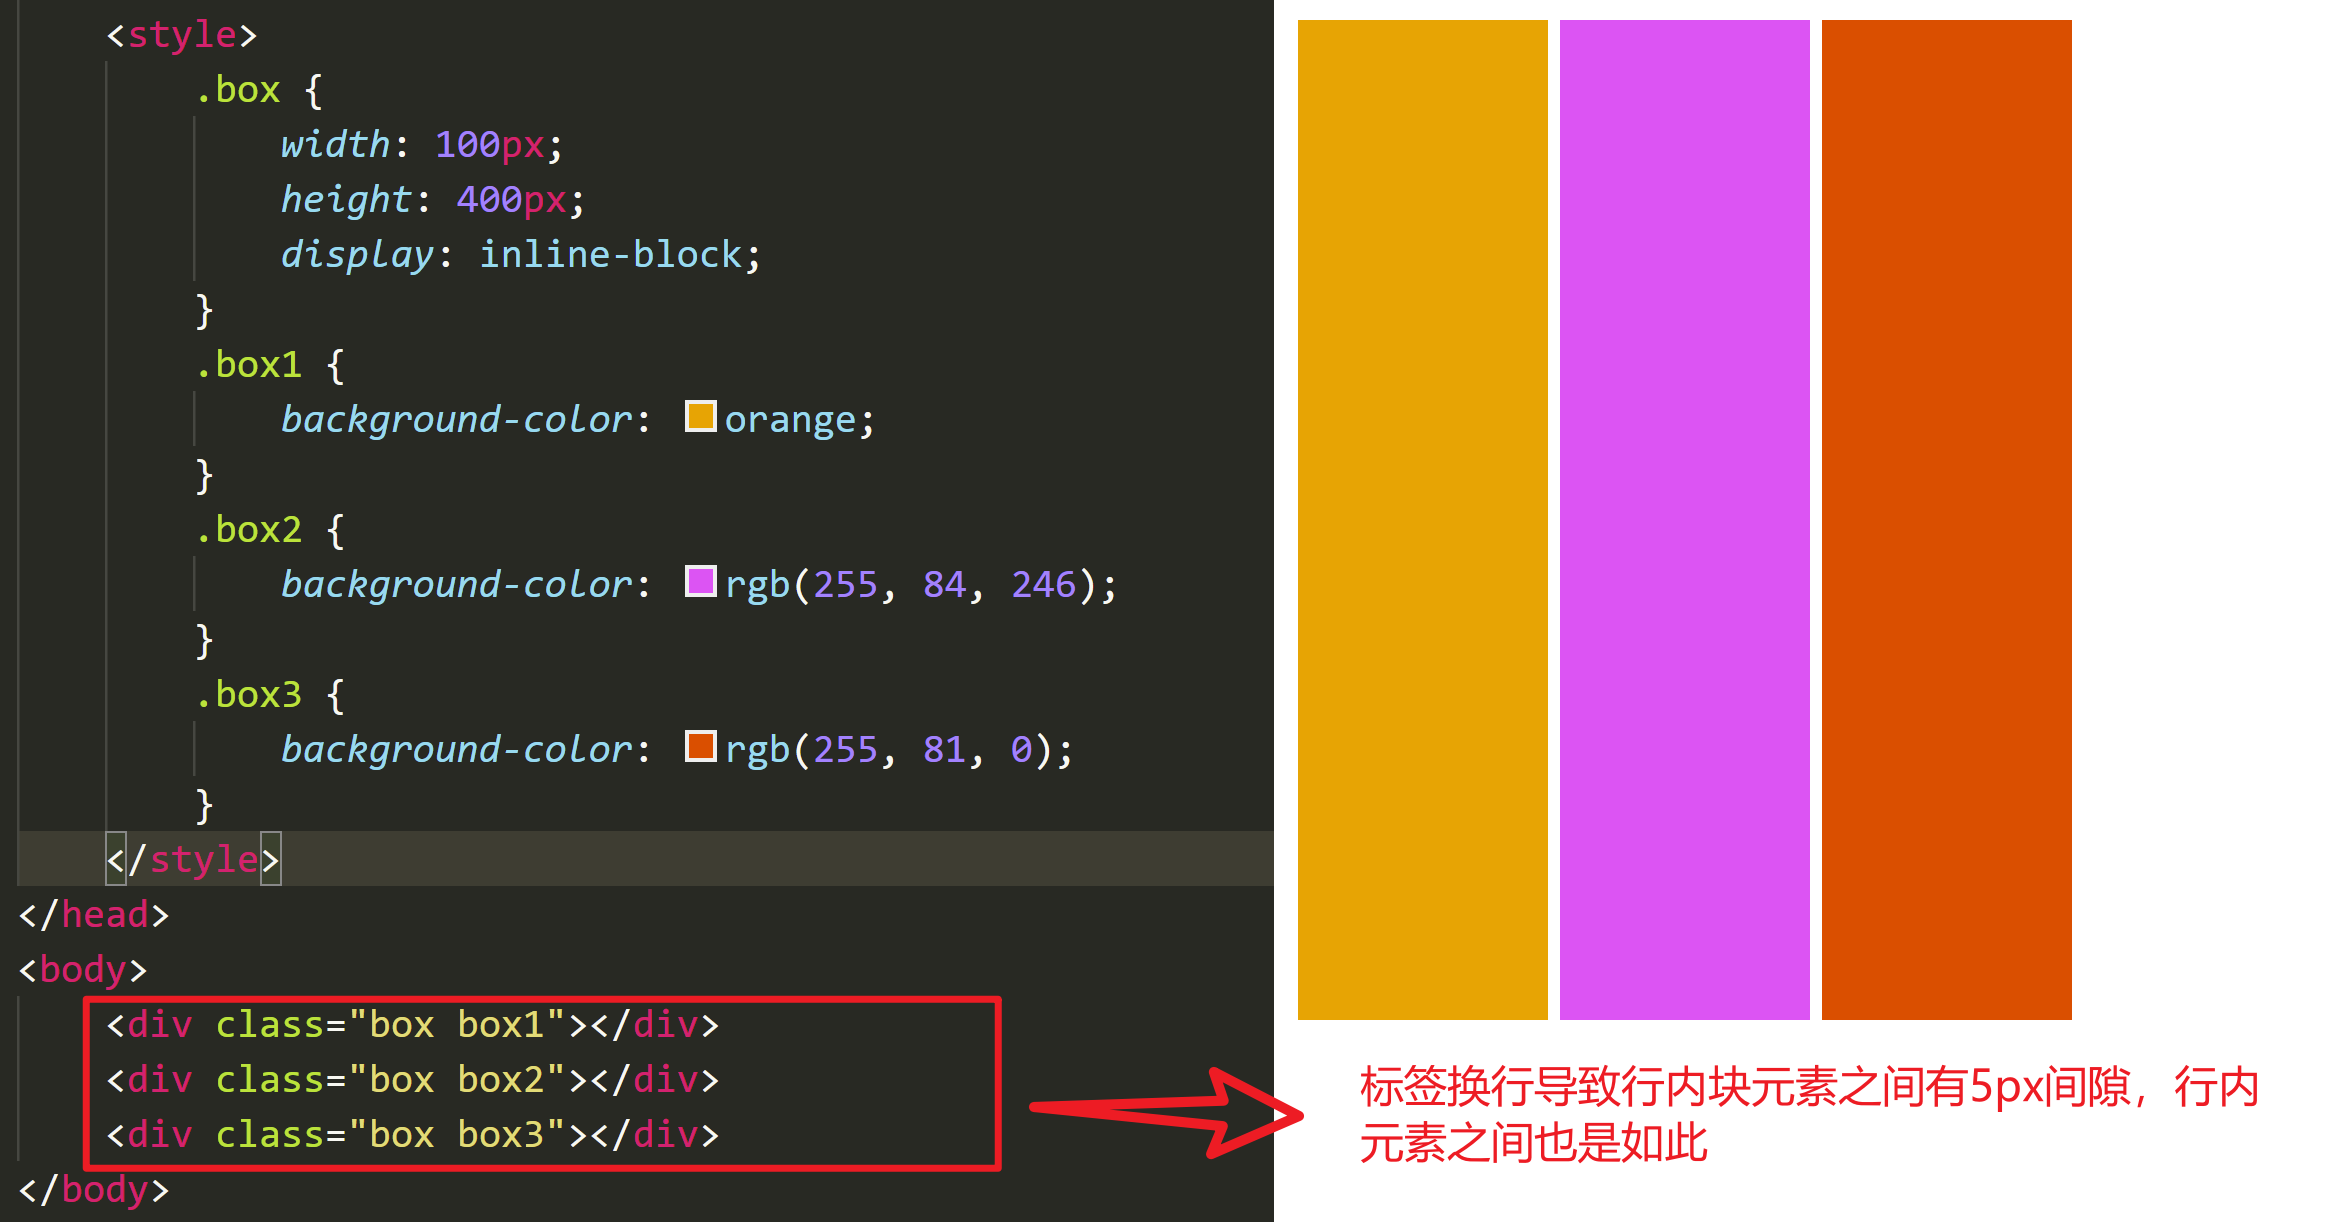 <style>
.box {
width: 100px;
height: 400px;
display: inline-block;
}
.box1 {
background-color: orange;
}
.box2 {
background-color: rgb(255, 84, 246);
}
.box3 {
background-color: rgb(255, 81, 0);
}
</style>
</head>
<body>
<div class="box box1"></div>
<div class="box box2"></div>
<div class="box box3"></div>
</body>
标签换行导致行内块元素之间有5px间隙，行内
元素之间也是如此